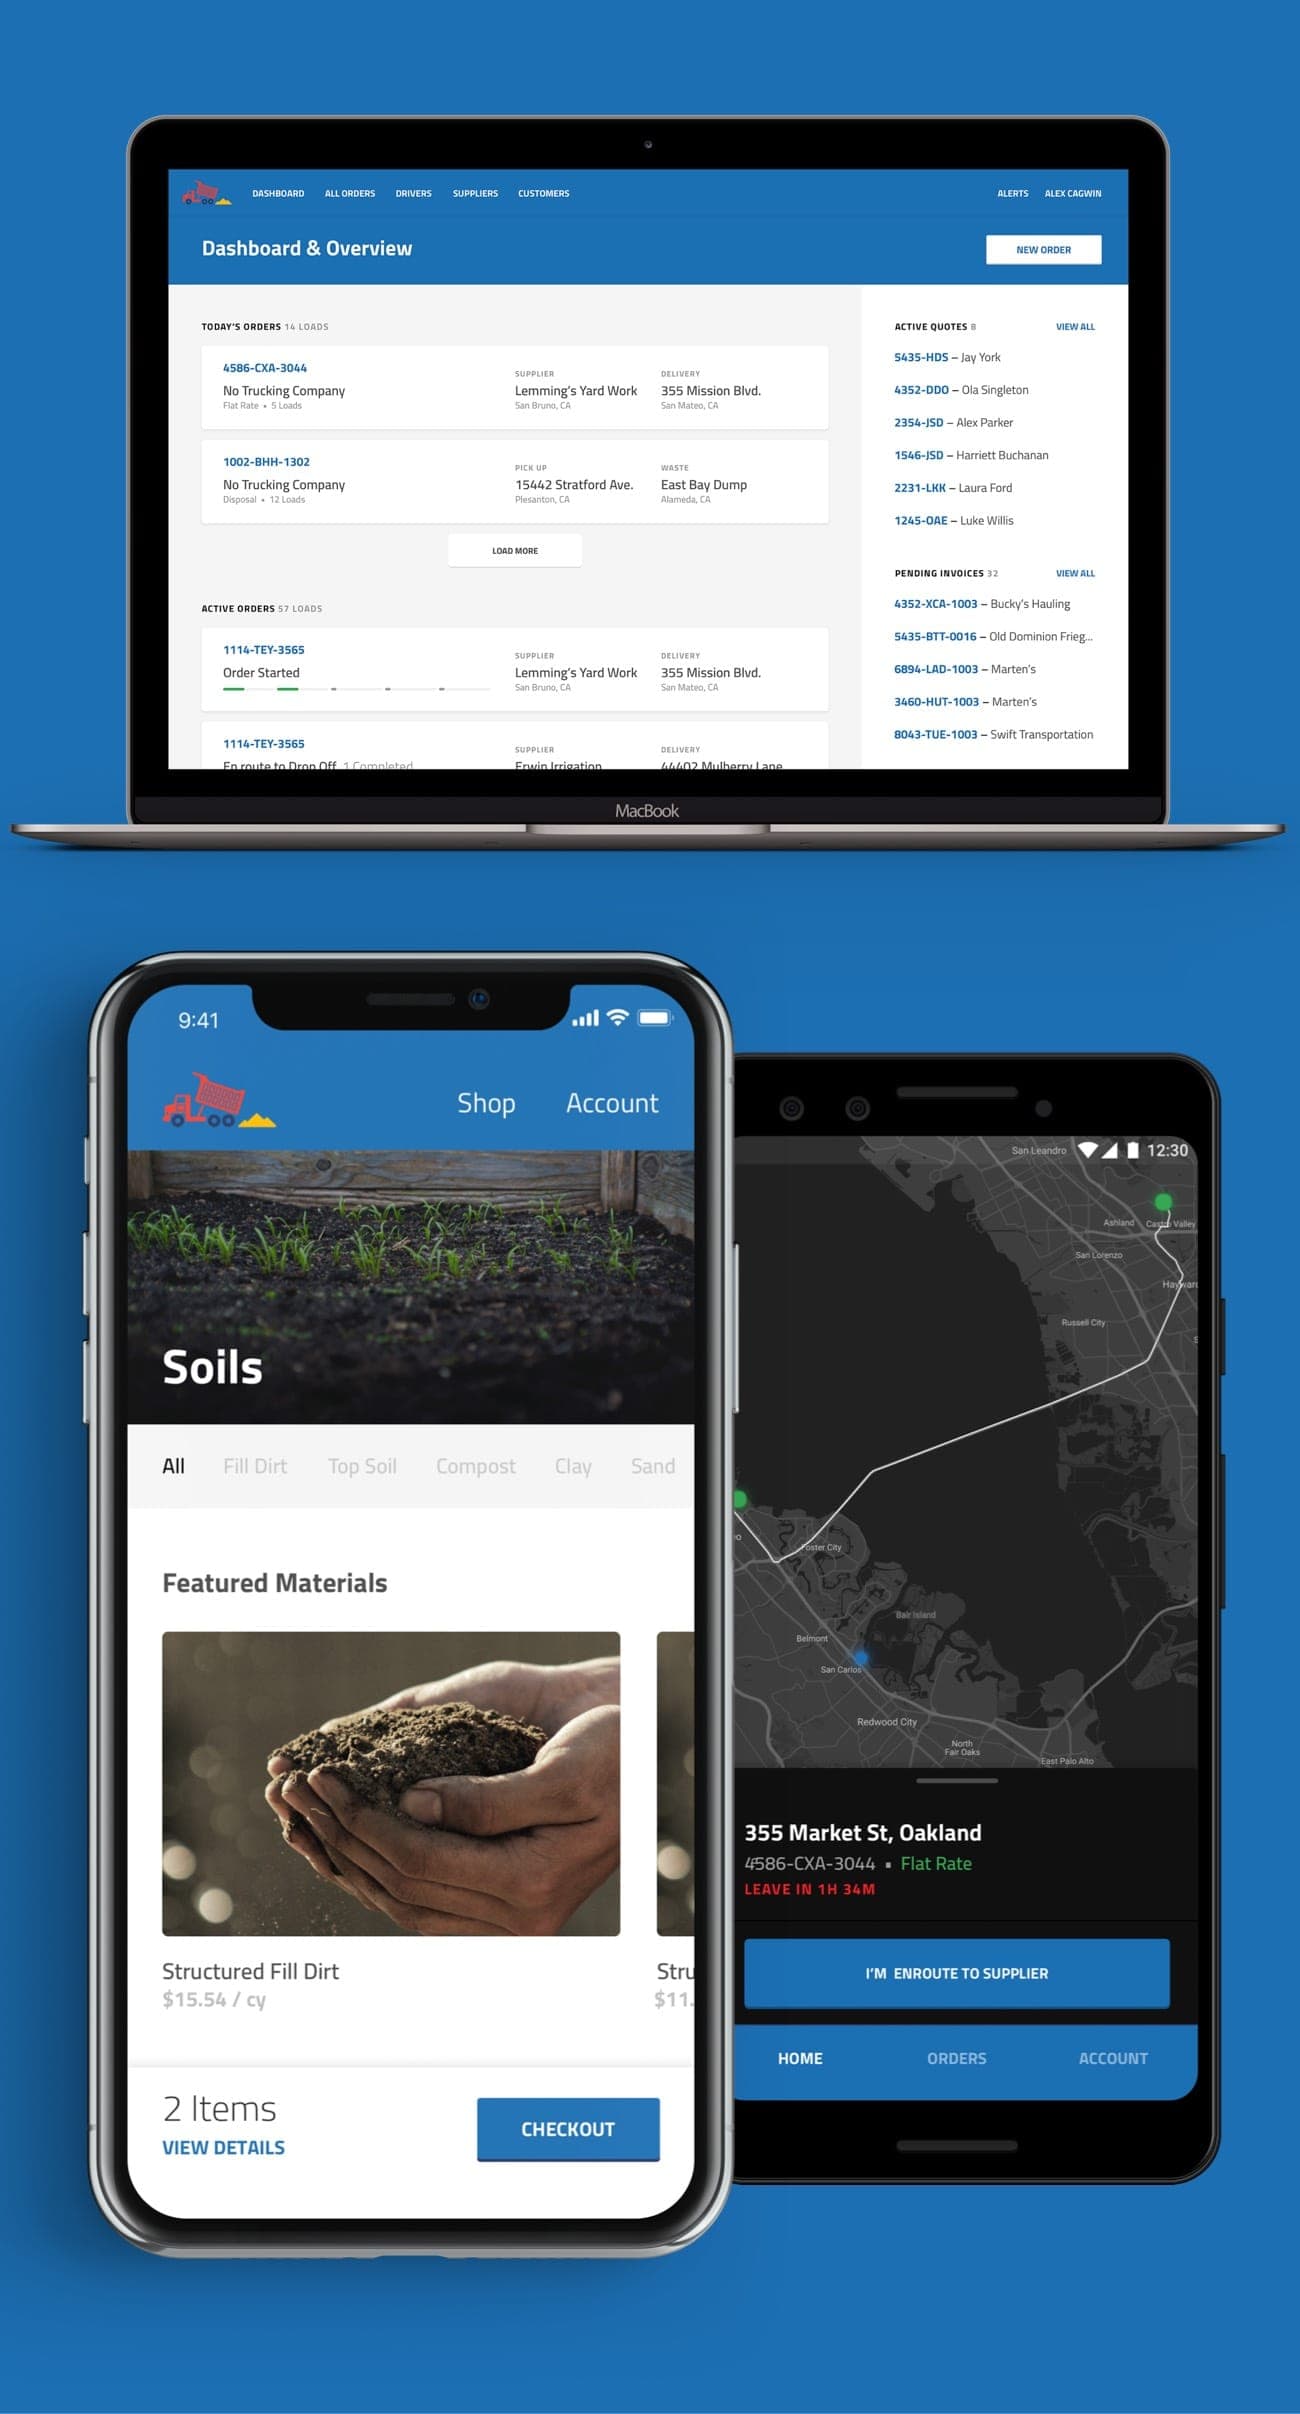 DASHBOARD ALL ORDERS DRIVERS SUPPLIERS CUSTOMERS ALERTS ALEX CAGWIN
Dashboard & Overview
NEW ORDER
TODAY'S ORDERS 14 LOADS
4586-CXA-3044
No Trucking Company
Flat Rate • 5 Loads
SUPPLIER
Lemming's Yard Work
San Bruno, CA
DELIVERY
355 Mission Blvd.
San Mateo, CA
1002-BHH-1302
No Trucking Company
Disposal • 12 Loads
PICK UP
15442 Stratford Ave.
Plesanton, CA
WASTE
East Bay Dump
Alameda, CA
LOAD MORE
ACTIVE ORDERS 57 LOADS
1114-TEY-3565
Order Started
SUPPLIER
Lemming's Yard Work
San Bruno, CA
DELIVERY
355 Mission Blvd.
San Mateo, CA
1114-TEY-3565
En route to Drop Off 1 Completed
SUPPLIER
Erwin Irrigation
DELIVERY
44402 Mulberry Lane
ACTIVE QUOTES 8 VIEW ALL
5435-HDS – Jay York
4352-DDO – Ola Singleton
2354-JSD – Alex Parker
1546-JSD – Harriett Buchanan
2231-LKK – Laura Ford
1245-OAE – Luke Willis
PENDING INVOICES 32 VIEW ALL
4352-XCA-1003 – Bucky's Hauling
5435-BTT-0016 – Old Dominion Frieg...
6894-LAD-1003 – Marten's
3460-HUT-1003 – Marten's
8043-TUE-1003 – Swift Transportation
MacBook
9:41
Shop Account
Soils
All Fill Dirt Top Soil Compost Clay Sand
Featured Materials
Structured Fill Dirt
$15.54 / cy
Stru
$11.
2 Items
VIEW DETAILS
CHECKOUT
12:30
San Leandro
Ashland
Castro Valley
San Lorenzo
Hayward
Russell City
Foster City
Bair Island
Belmont
San Carlos
Redwood City
North
Fair Oaks
East Palo Alto
355 Market St, Oakland
4586-CXA-3044 ▪ Flat Rate
LEAVE IN 1H 34M
I'M ENROUTE TO SUPPLIER
HOME ORDERS ACCOUNT